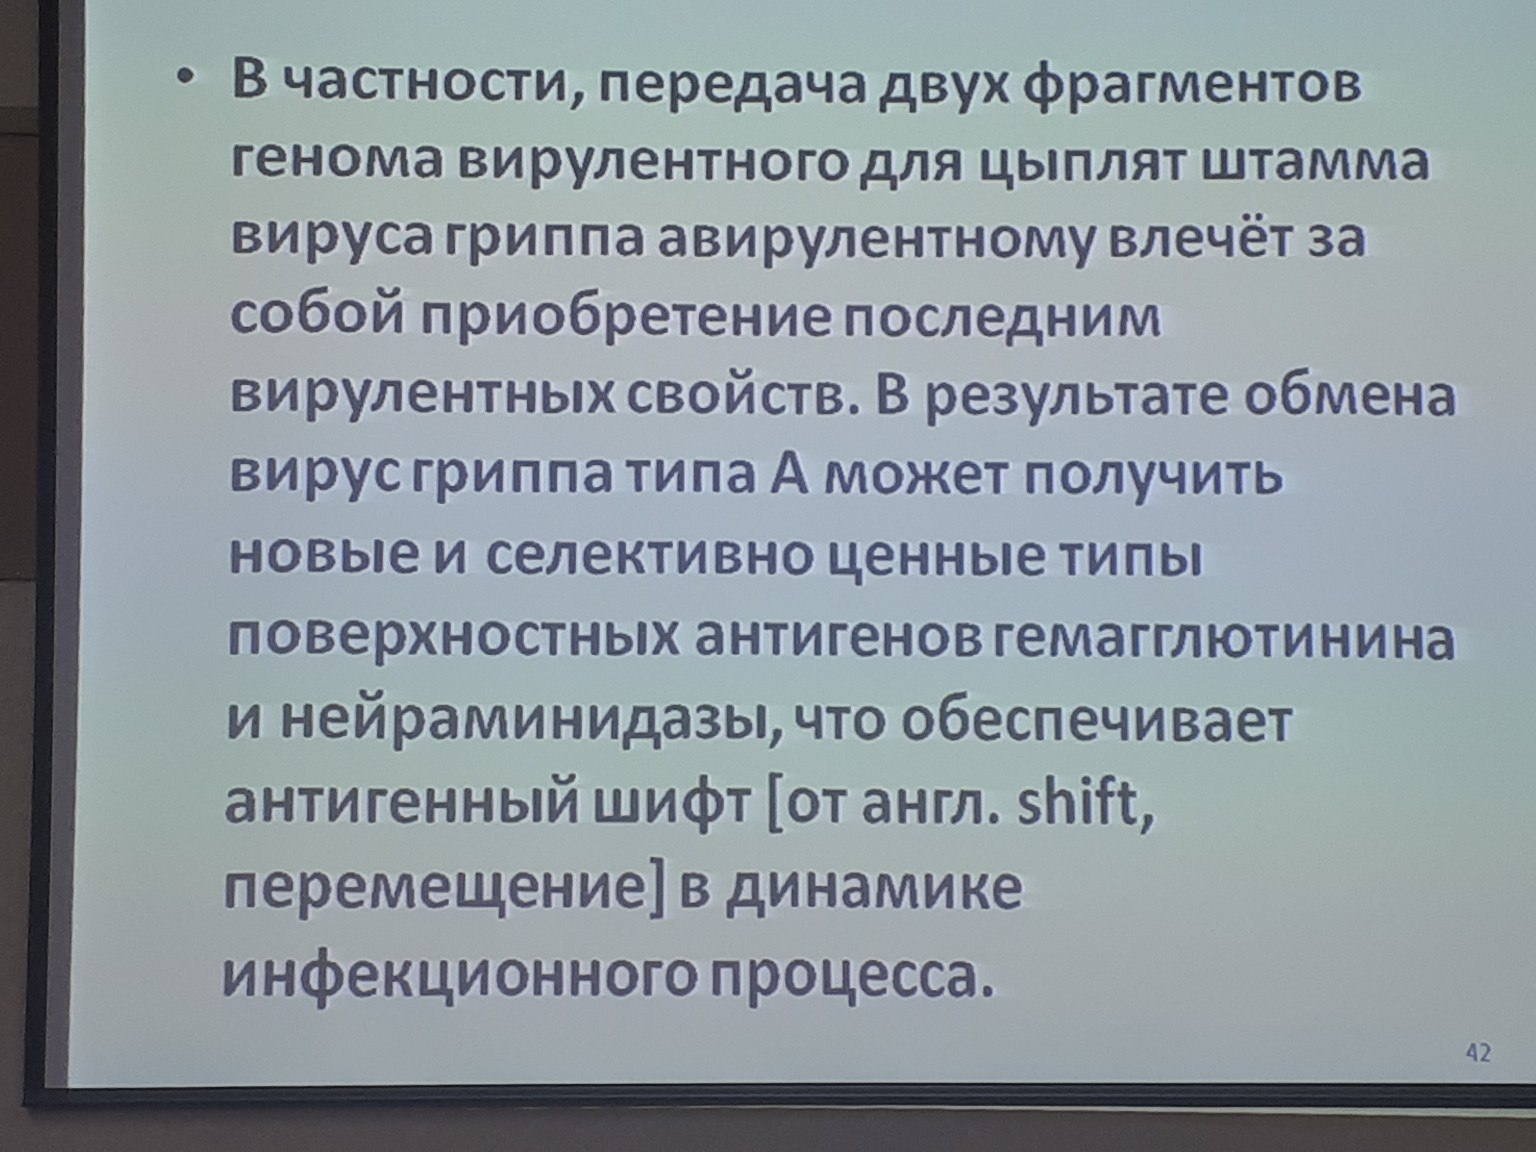 • В частности, передача двух фрагментов
генома вирулентного для цыплят штамма
вируса гриппа авирулентному влечёт за
собой приобретение последним
вирулентных свойств. В результате обмена
вирус гриппа типа А может получить
новые и селективно ценные типы
поверхностных антигенов гемагглютинина
и нейраминидазы, что обеспечивает
антигенный шифт [от англ. shift,
перемещение] в динамике
инфекционного процесса.
42